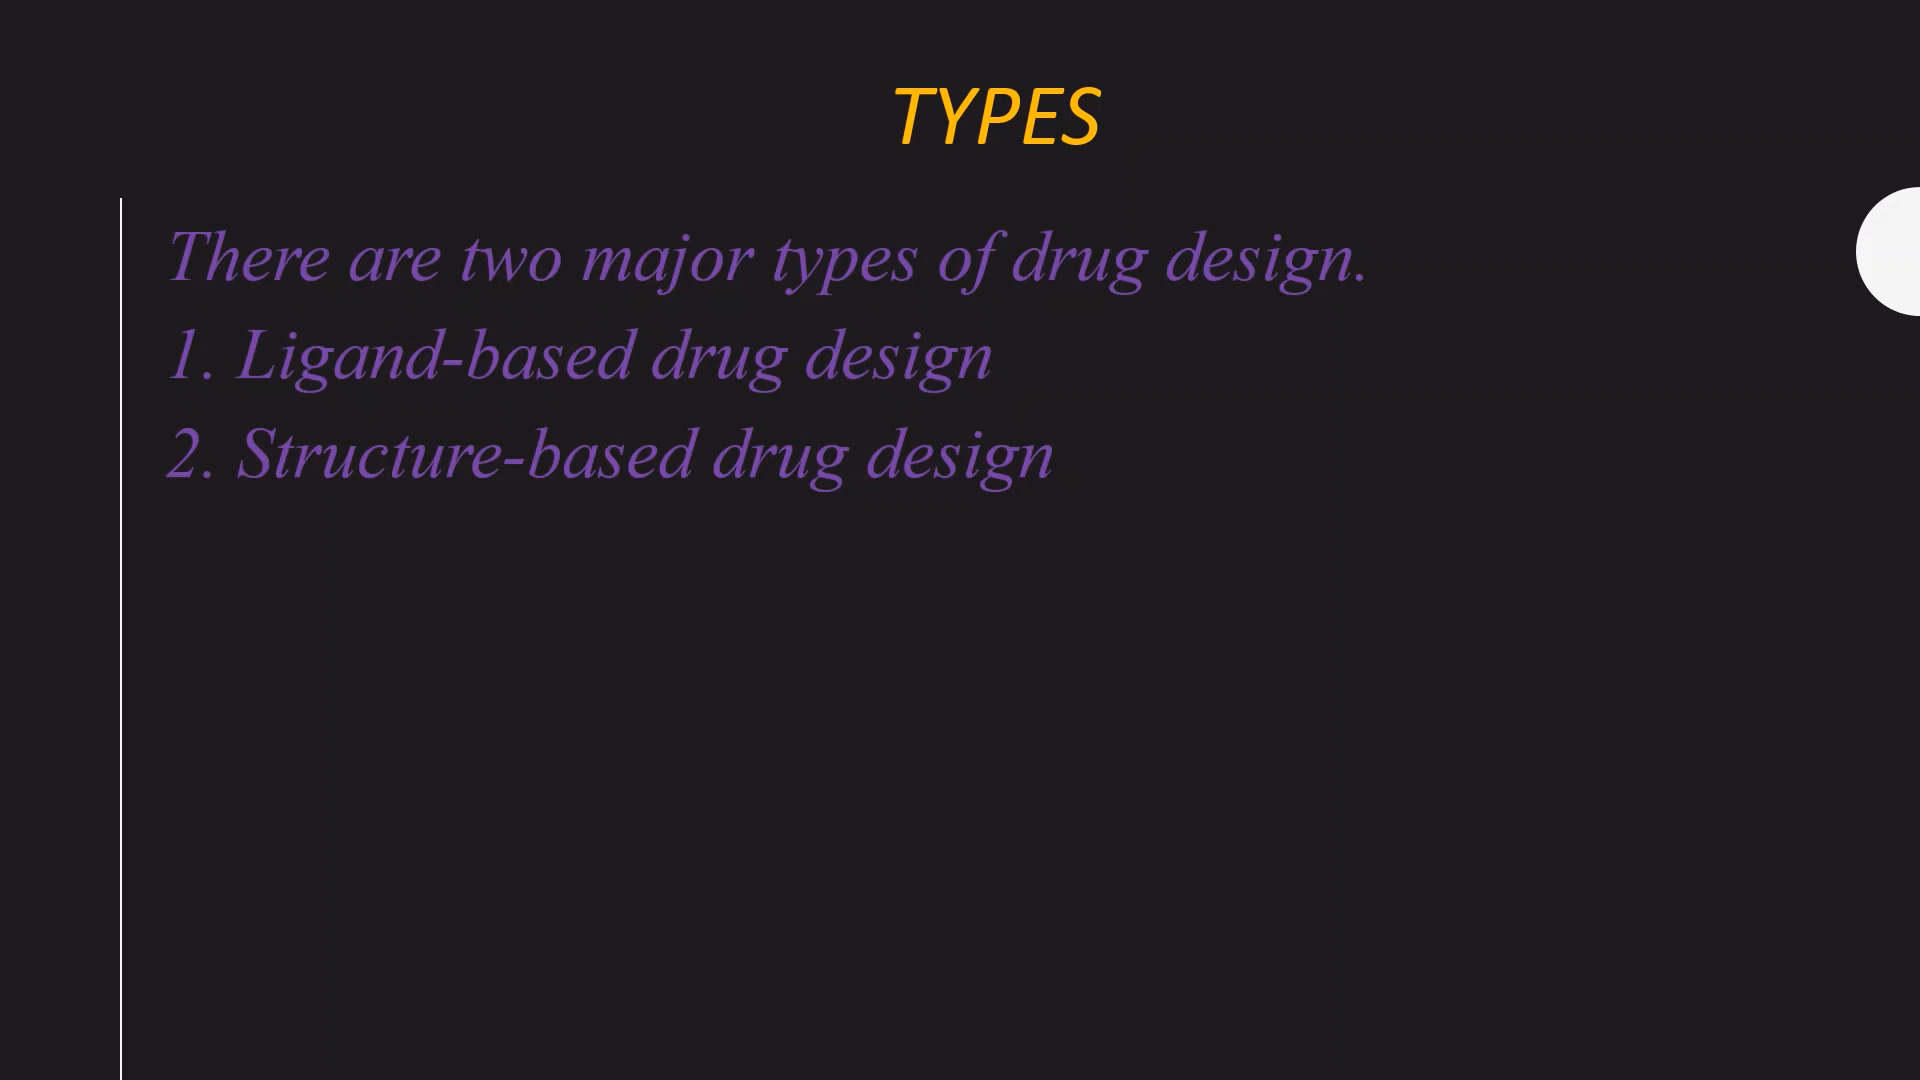 TYPES
There are two major types of drug design.
1. Ligand-based drug design
2. Structure-based drug design